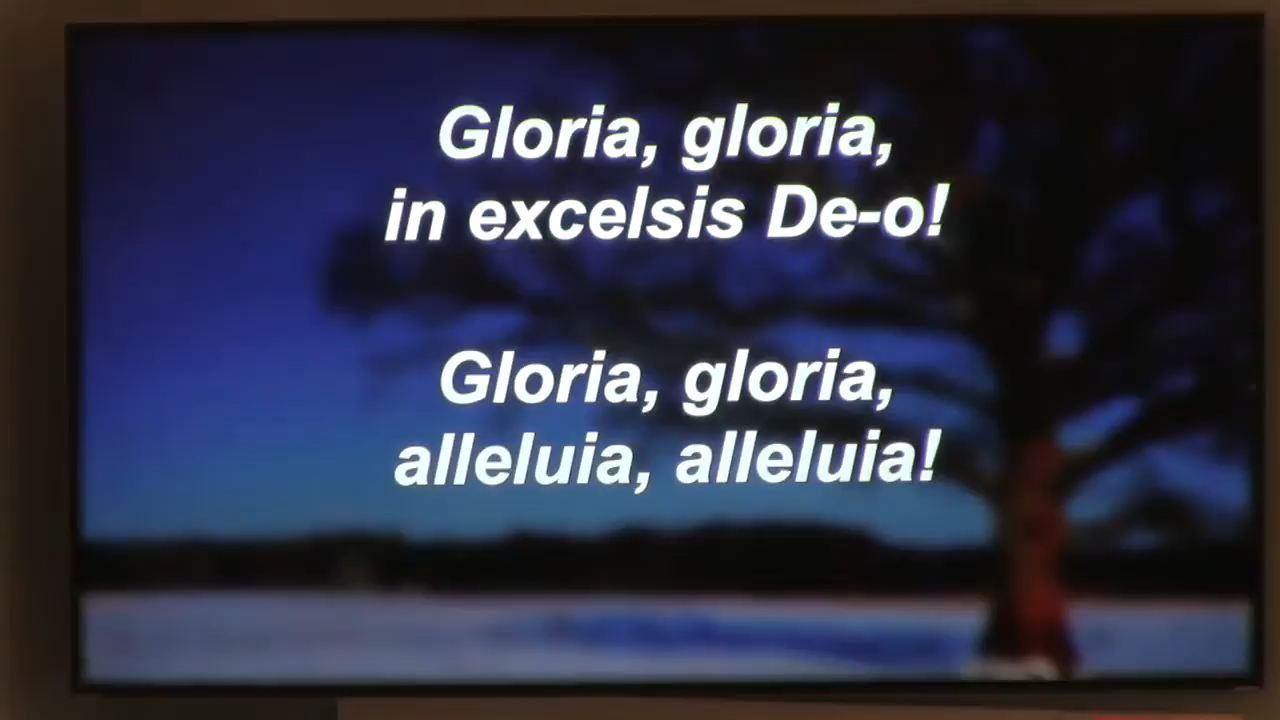 Gloria, gloria,
in excelsis De-o!
Gloria, gloria,
alleluia, alleluia!